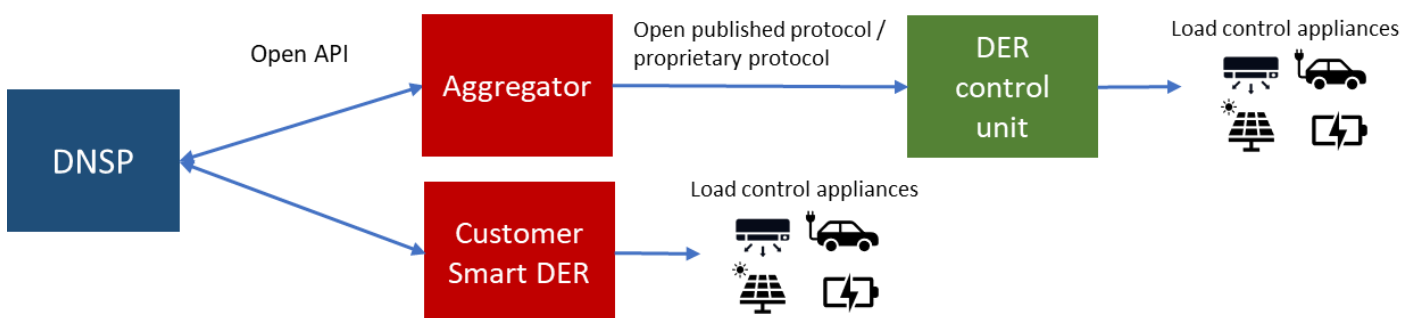 DNSP
Open API
Aggregator
Open published protocol /
proprietary protocol
DER
control
unit
Load control appliances
Customer
Smart DER
Load control appliances